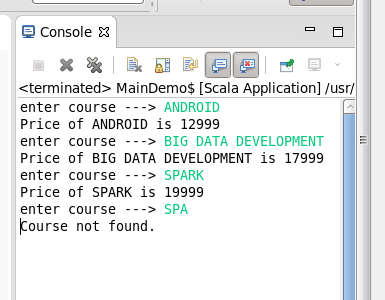 Console
<terminated> MainDemo$ [Scala Application] /usr/
enter course ---> ANDROID
Price of ANDROID is 12999
enter course ---> BIG DATA DEVELOPMENT
Price of BIG DATA DEVELOPMENT is 17999
enter course ---> SPARK
Price of SPARK is 19999
enter course ---> SPA
Course not found.